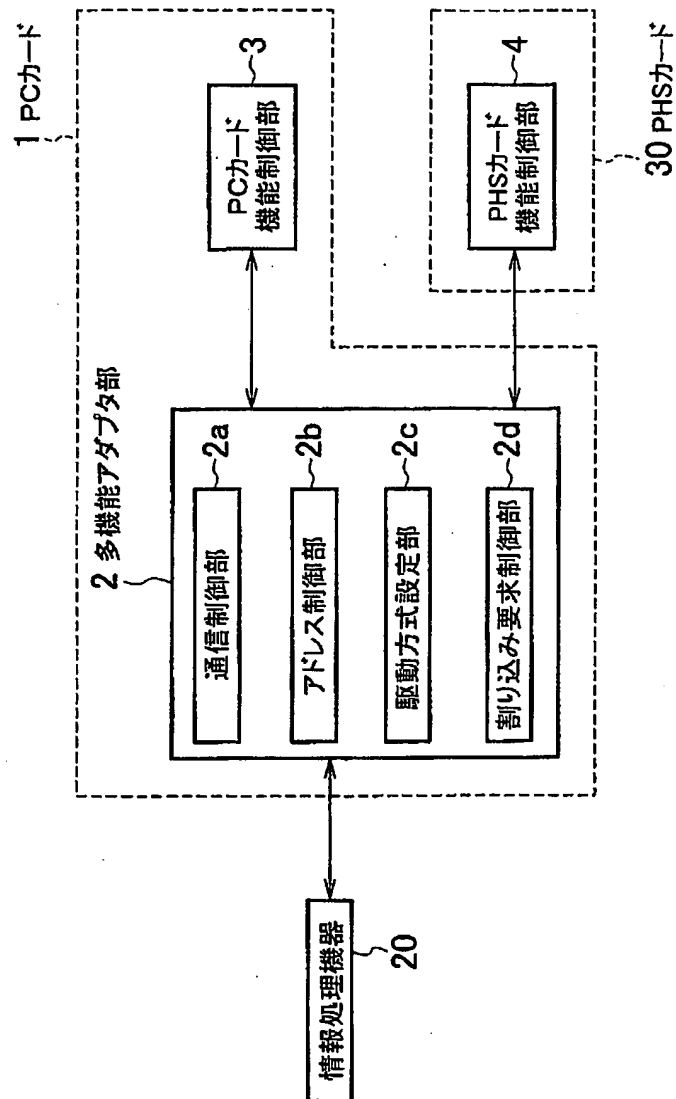 1 PCカード
2 多機能アダプタ部
通信制御部
2a
アドレス制御部
2b
駆動方式設定部
2c
割り込み要求制御部
2d
PCカード
機能制御部
3
PHSカード
機能制御部
4
30 PHSカード
情報処理機器
20